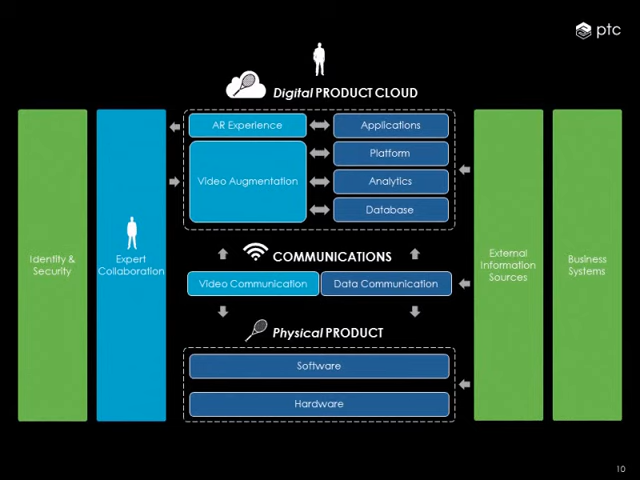 ptc
Digital PRODUCT CLOUD
AR Experience
Applications
Platform
Video Augmentation
Analytics
Database
Identity &
Security
Expert
Collaboration
COMMUNICATIONS
Video Communication
Data Communication
External
Information
Sources
Business
Systems
Physical PRODUCT
Software
Hardware
10